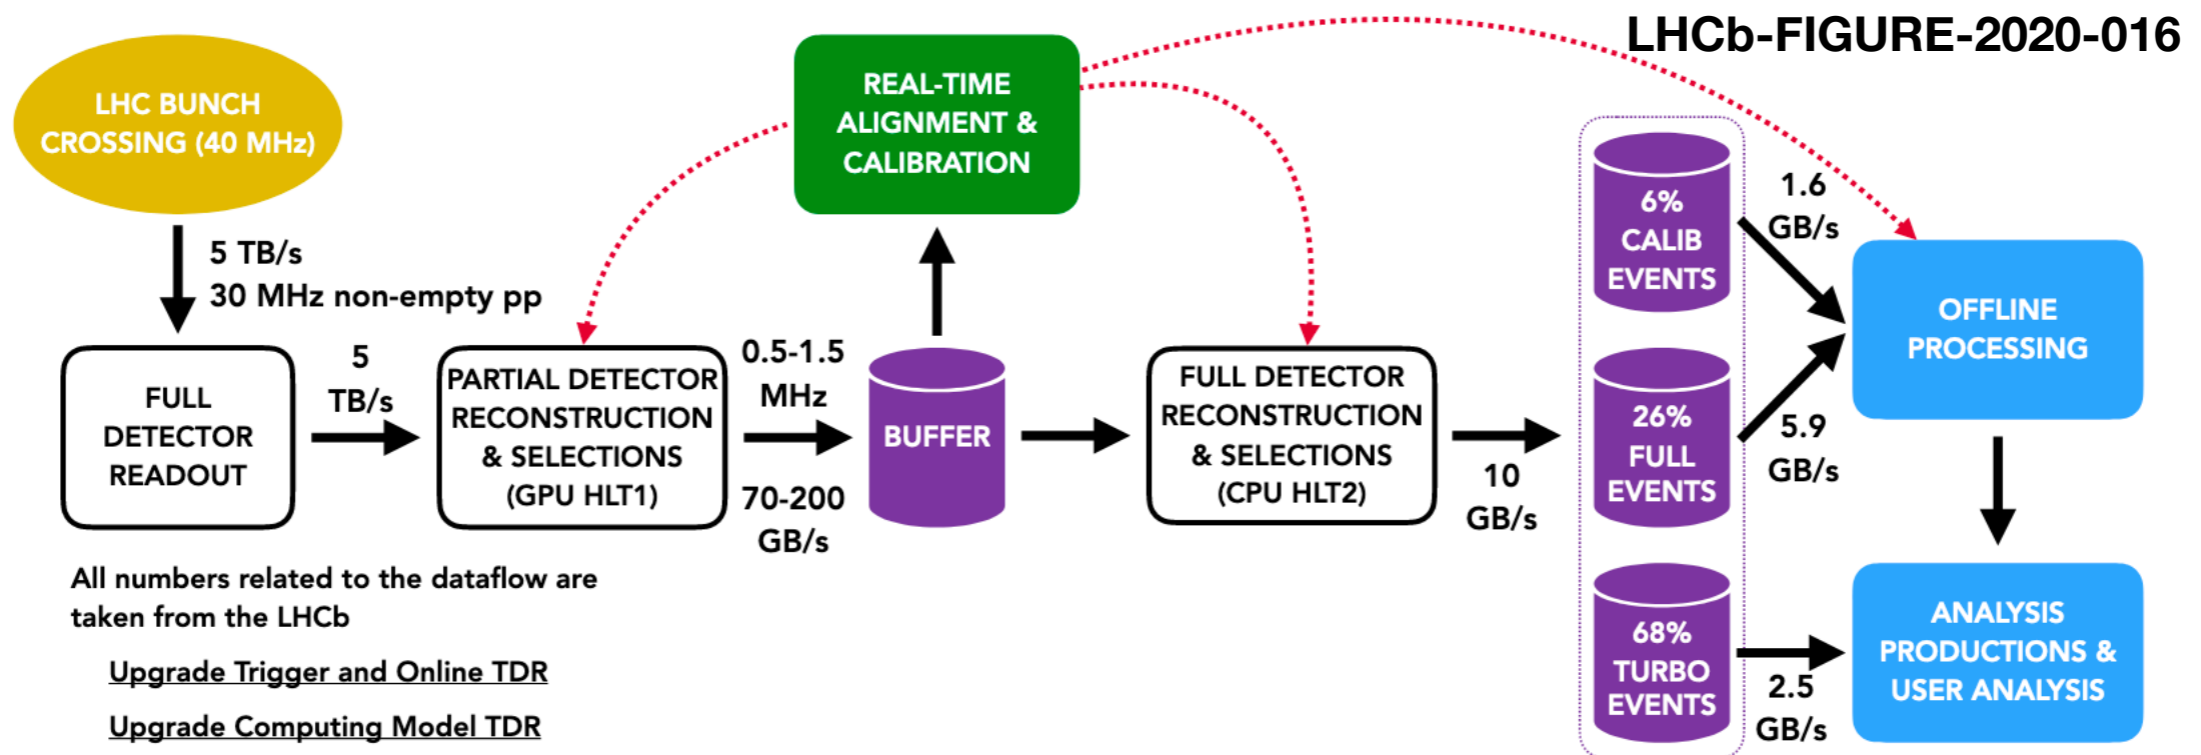 LHCb-FIGURE-2020-016
LHC BUNCH
CROSSING (40 MHz)
5 TB/s
30 MHz non-empty pp
FULL
DETECTOR
READOUT
5
TB/s
PARTIAL DETECTOR
RECONSTRUCTION
& SELECTIONS
(GPU HLT1)
0.5-1.5
MHz
70-200
GB/s
BUFFER
REAL-TIME
ALIGNMENT &
CALIBRATION
FULL DETECTOR
RECONSTRUCTION
& SELECTIONS
(CPU HLT2)
10
GB/s
6%
CALIB
EVENTS
26%
FULL
EVENTS
68%
TURBO
EVENTS
1.6
GB/s
5.9
GB/s
2.5
GB/s
OFFLINE
PROCESSING
ANALYSIS
PRODUCTIONS &
USER ANALYSIS
All numbers related to the dataflow are
taken from the LHCb
Upgrade Trigger and Online TDR
Upgrade Computing Model TDR